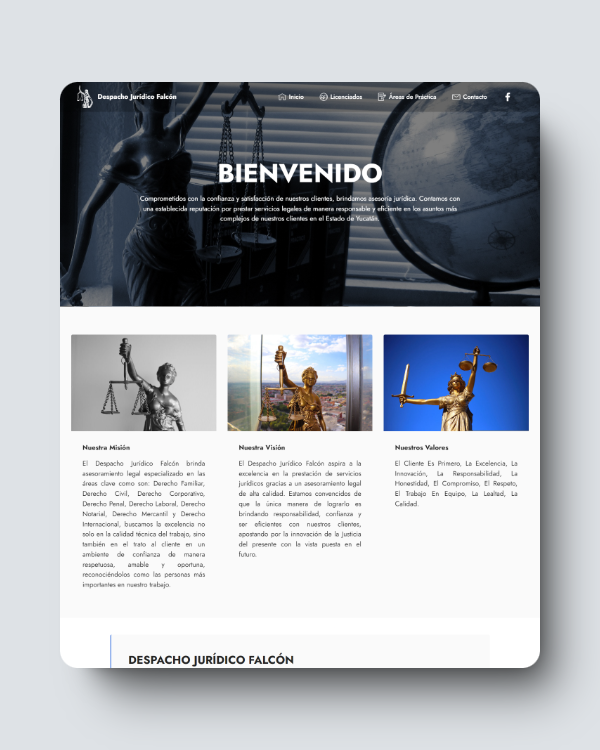 Despacho Jurídico Falcón
Inicio
Licenciados
Áreas de Práctica
Contacto
f
BIENVENIDO
Comprometidos con la confianza y satisfacción de nuestros clientes, brindamos asesoría jurídica. Contamos con
una establecida reputación por prestar servicios legales de manera responsable y eficiente en los asuntos más
complejos de nuestros clientes en el Estado de Yucatán.
Nuestra Misión
El Despacho Jurídico Falcón brinda
asesoramiento legal especializado en las
áreas clave como son: Derecho Familiar,
Derecho Civil, Derecho Corporativo,
Derecho Penal, Derecho Laboral, Derecho
Notarial, Derecho Mercantil y Derecho
Internacional, buscamos la excelencia no
solo en la calidad técnica del trabajo, sino
también en el trato al cliente en un
ambiente de confianza de manera
respetuosa, amable y oportuna,
reconociéndolos como las personas más
importantes en nuestro trabajo.
Nuestra Visión
El Despacho Jurídico Falcón aspira a la
excelencia en la prestación de servicios
jurídicos gracias a un asesoramiento legal
de alta calidad. Estamos convencidos de
que la única manera de lograrlo es
brindando responsabilidad, confianza y
ser eficientes con nuestros clientes,
apostando por la innovación de la Justicia
del presente con la vista puesta en el
futuro.
Nuestros Valores
El Cliente Es Primero, La Excelencia, La
Innovación, La Responsabilidad, La
Honestidad, El Compromiso, El Respeto,
El Trabajo En Equipo, La Lealtad, La
Calidad.
DESPACHO JURÍDICO FALCÓN